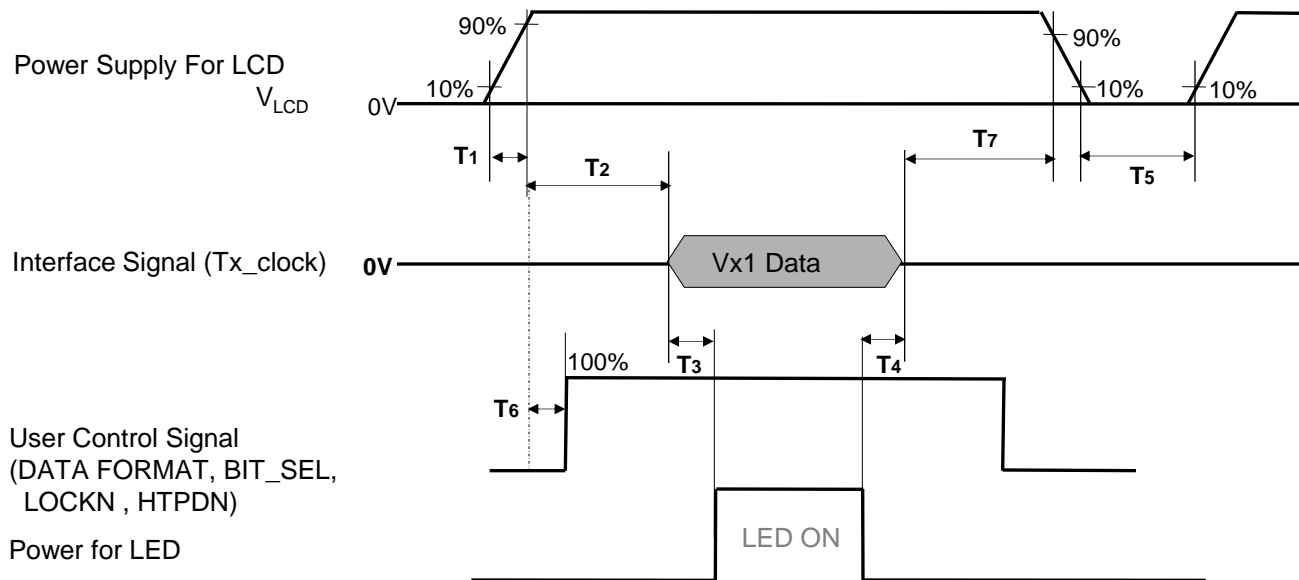 90%
90%
Power Supply For LCD
VLCD
10%
10%
10%
0V
T1
T2
T7
T5
Interface Signal (Tx_clock)
0V
Vx1 Data
T3
T4
100%
T6
User Control Signal
(DATA FORMAT, BIT_SEL,
LOCKN , HTPDN)
LED ON
Power for LED